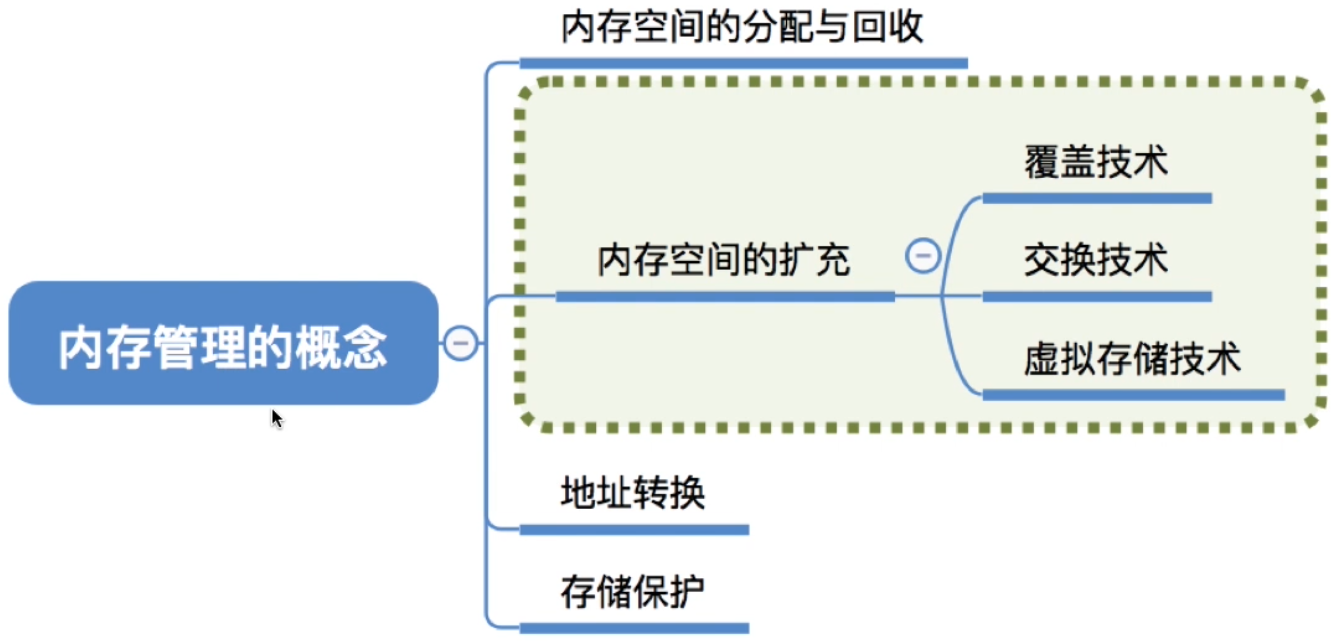 内存空间的分配与回收
覆盖技术
内存空间的扩充
交换技术
内存管理的概念
虚拟存储技术
地址转换
存储保护